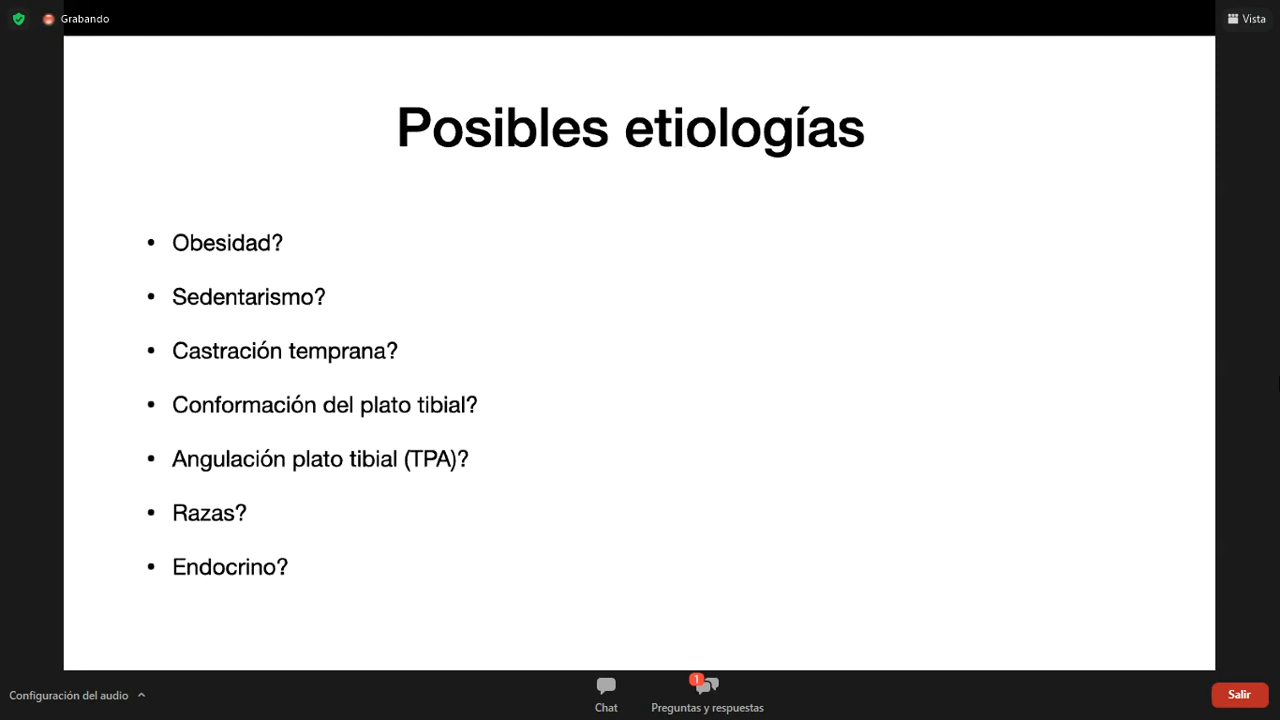 Grabando
Vista
Posibles etiologías
• Obesidad?
• Sedentarismo?
• Castración temprana?
• Conformación del plato tibial?
• Angulación plato tibial (TPA)?
• Razas?
• Endocrino?
Configuración del audio
Chat
1
Preguntas y respuestas
Salir